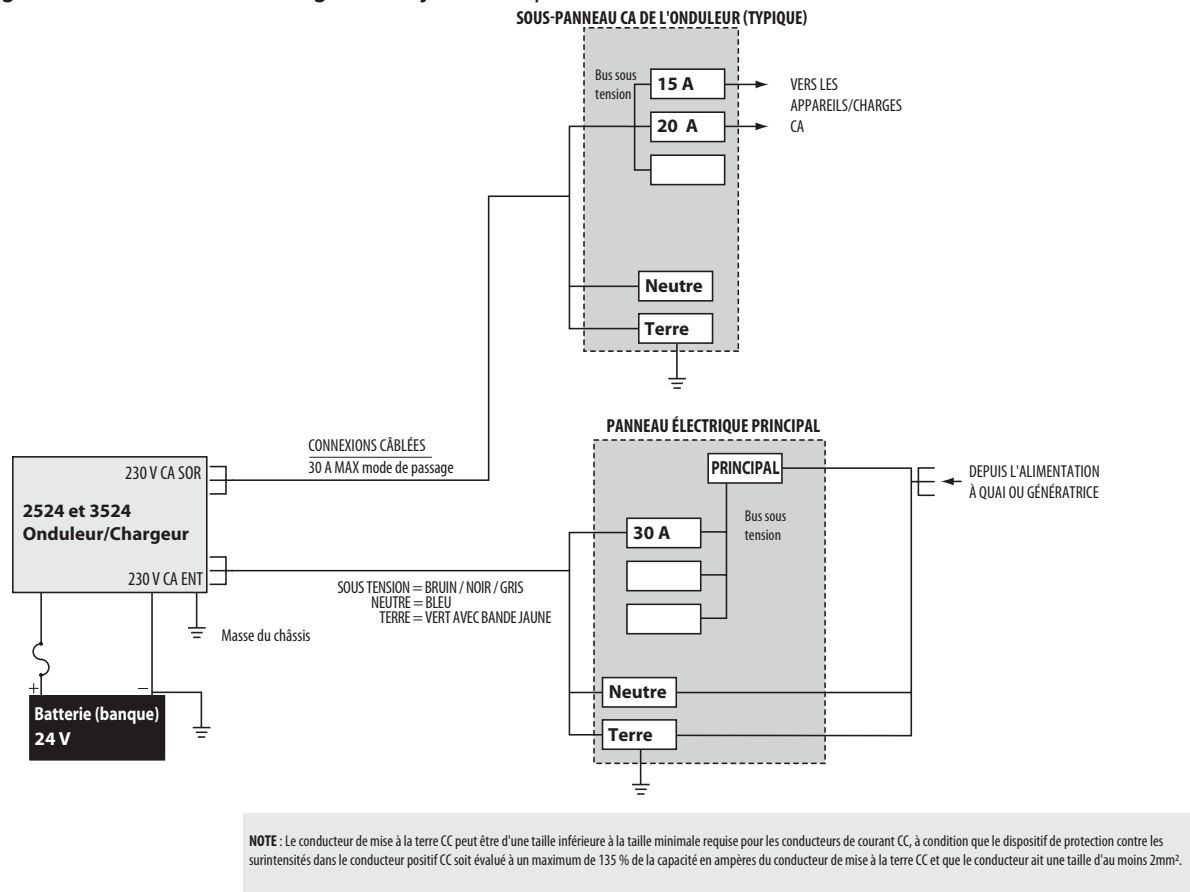 SOUS-PANNEAU CA DE L'ONDULEUR (TYPIQUE)
Bus sous
tension
15 A
20 A
VERS LES
APPAREILS/CHARGES
CA
Neutre
Terre
PANNEAU ÉLECTRIQUE PRINCIPAL
PRINCIPAL
DEPUIS L'ALIMENTATION
À QUAI OU GÉNÉRATRICE
30 A
Bus sous
tension
Neutre
Terre
CONNEXIONS CÂBLÉES
30 A MAX mode de passage
230 V CA SOR
2524 et 3524
Onduleur/Chargeur
230 V CA ENT
SOUS TENSION = BRUIN / NOIR / GRIS
NEUTRE = BLEU
TERRE = VERT AVEC BANDE JAUNE
Masse du châssis
+ –
Batterie (banque)
24 V
NOTE : Le conducteur de mise à la terre CC peut être d'une taille inférieure à la taille minimale requise pour les conducteurs de courant CC, à condition que le dispositif de protection contre les
surintensités dans le conducteur positif CC soit évalué à un maximum de 135 % de la capacité en ampères du conducteur de mise à la terre CC et que le conducteur ait une taille d'au moins 2mm².